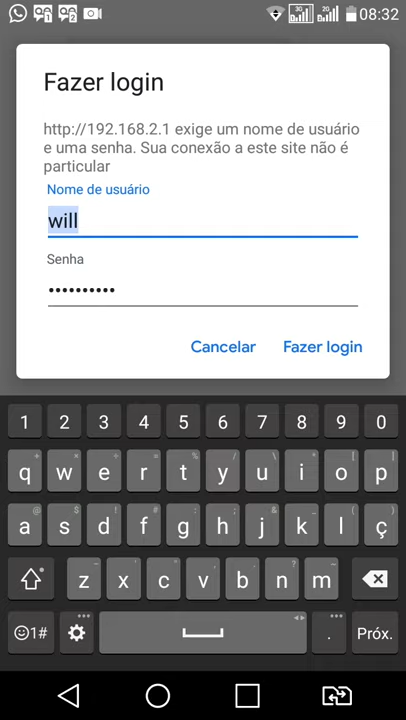 3G 2G 08:32
Fazer login
http://192.168.2.1 exige um nome de usuário
e uma senha. Sua conexão a este site não é
particular
Nome de usuário
will
Senha
••••••••••
Cancelar Fazer login
1 2 3 4 5 6 7 8 9 0
q w e r t y u i o p
a s d f g h j k l ç
z x c v b n m
1# . Próx.